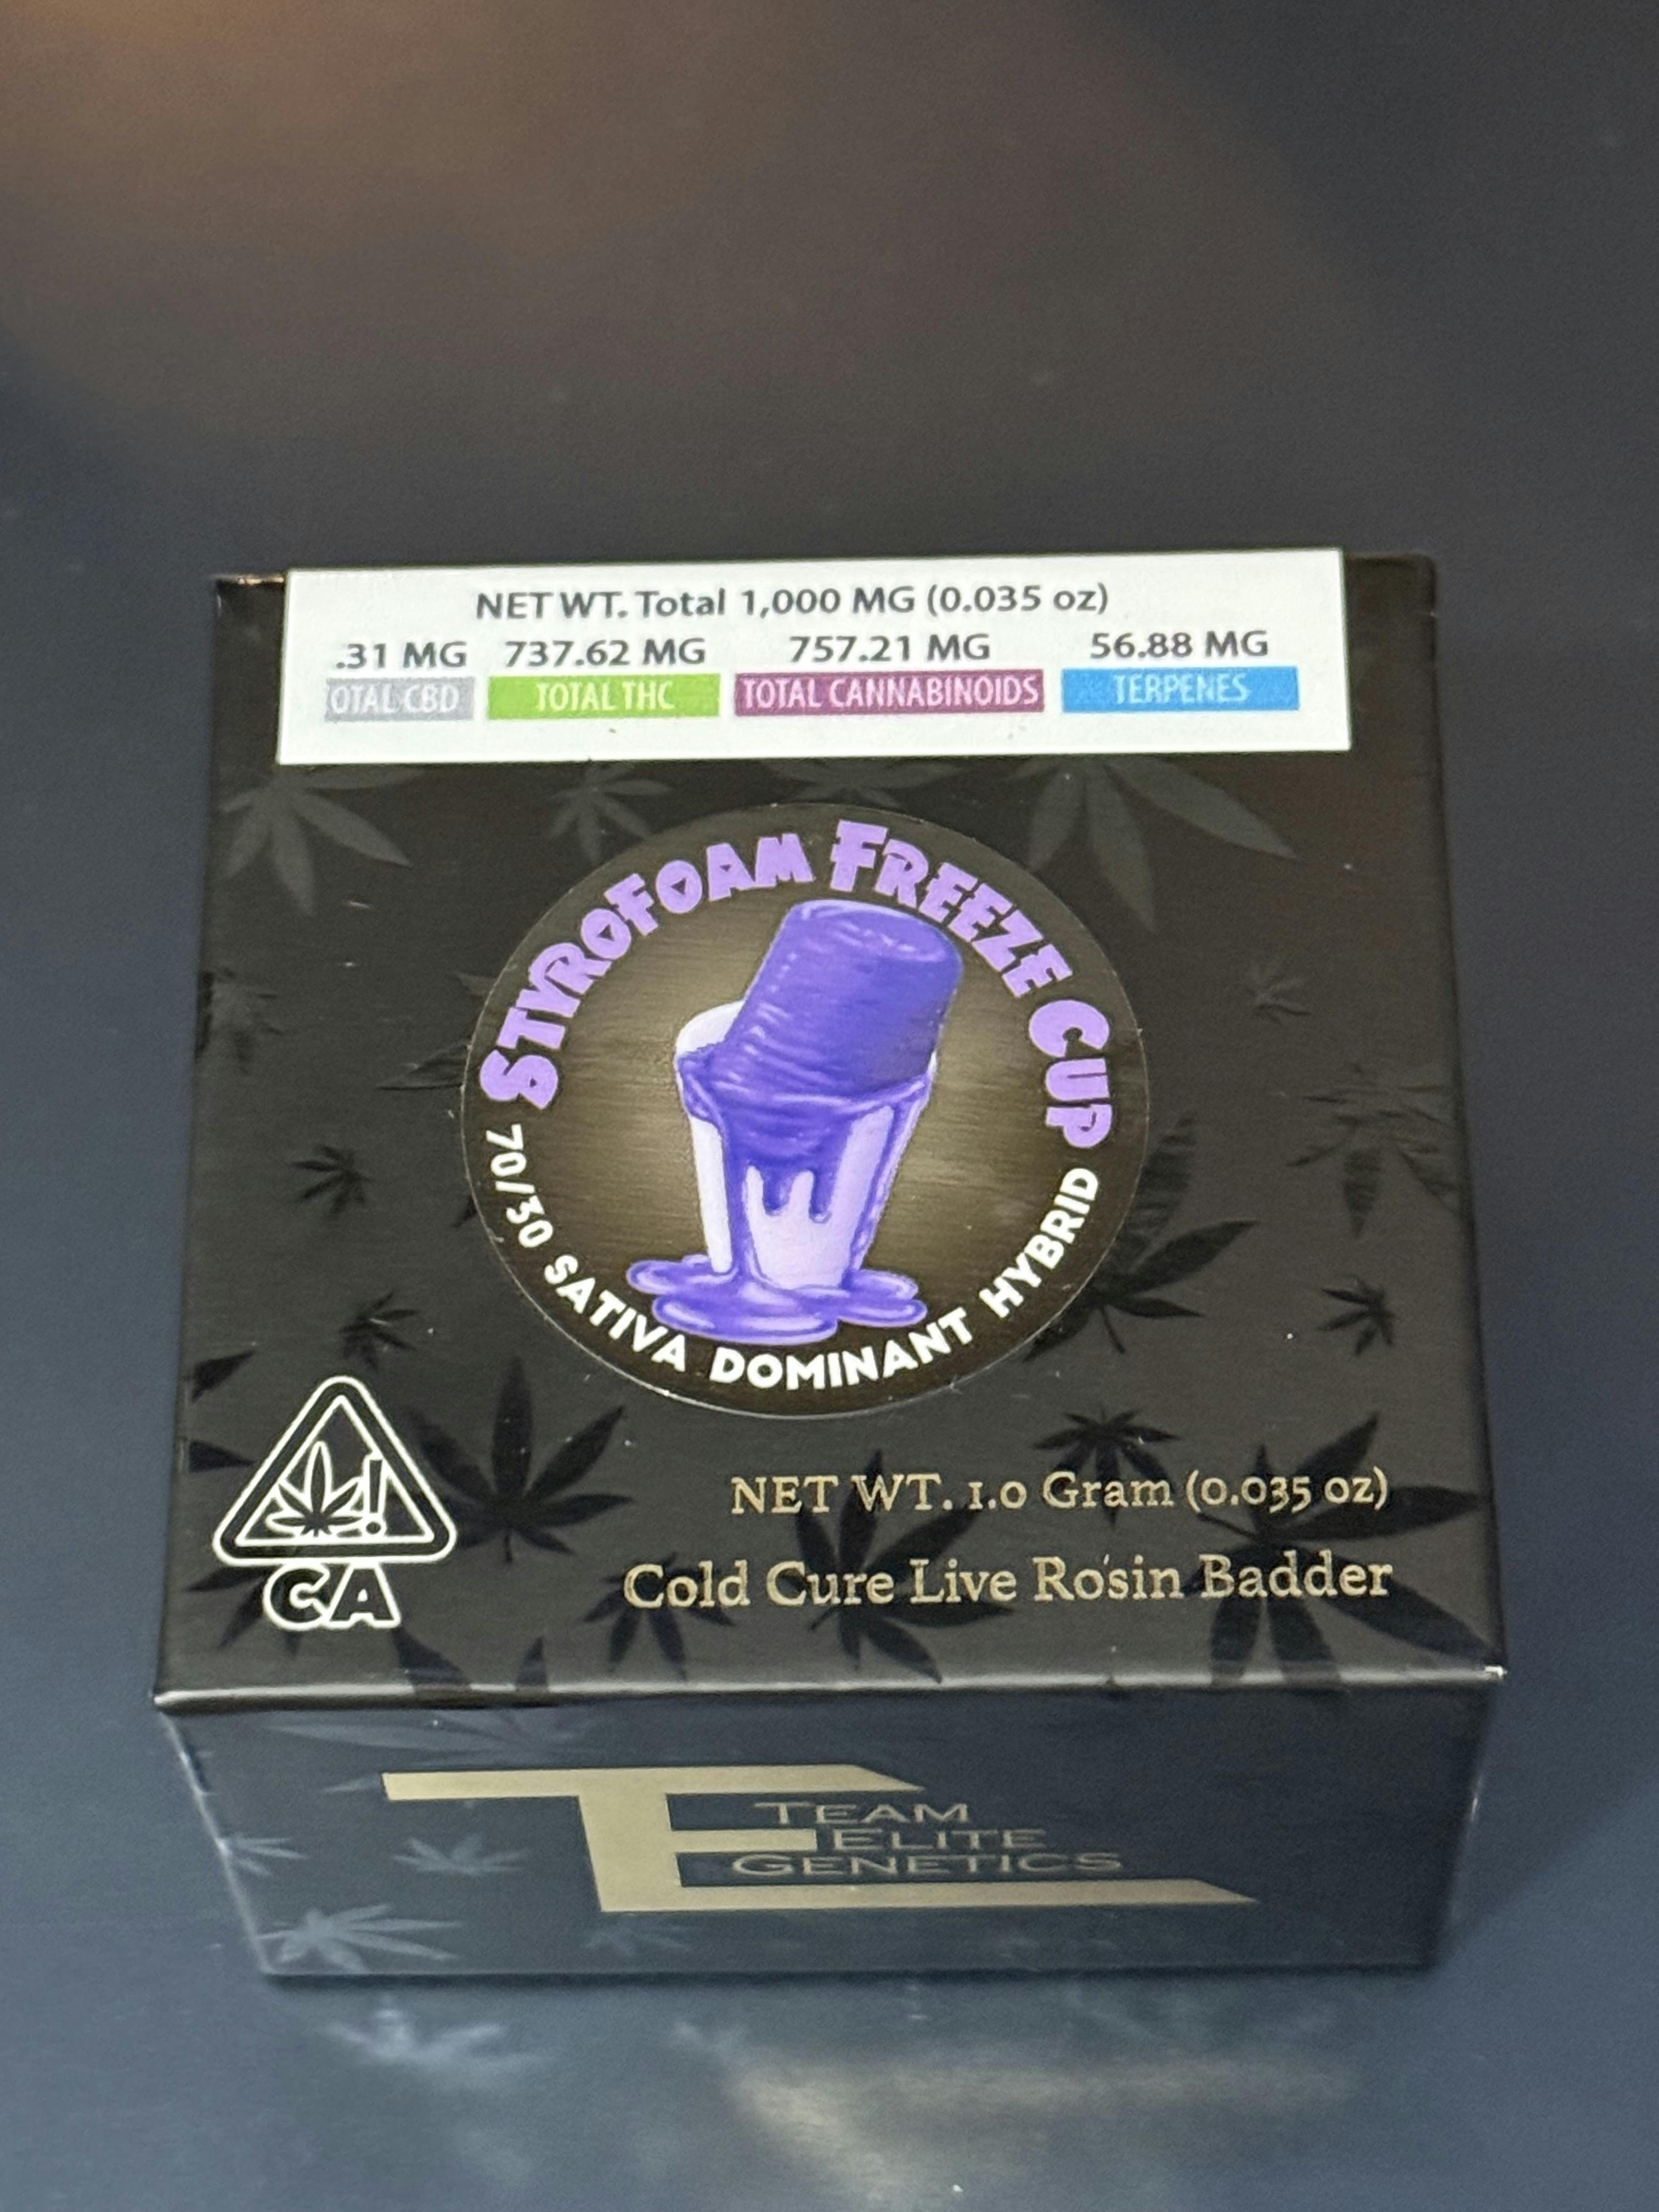 NET WT. Total 1,000 MG (0.035 oz)
.31 MG 737.62 MG 757.21 MG 56.88 MG
OTAL CBD TOTAL THC TOTAL CANNABINOIDS TERPENES
STYROFOAM FREEZE CUP
70/30 SATIVA DOMINANT HYBRID
NET WT. 1.0 Gram (0.035 oz)
Cold Cure Live Rosin Badder
!
CA
TE
TEAM
ELITE
GENETICS